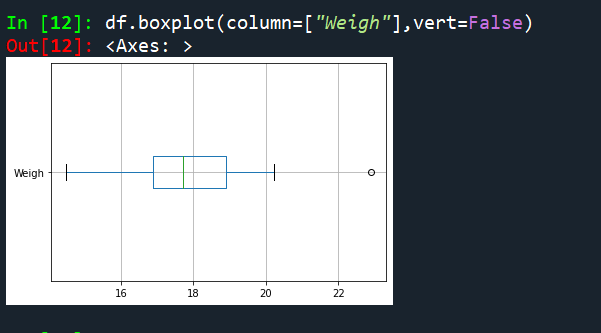 In [12]: df.boxplot(column=["Weigh"],vert=False)
Out[12]: <Axes: >
Weigh
16 18 20 22